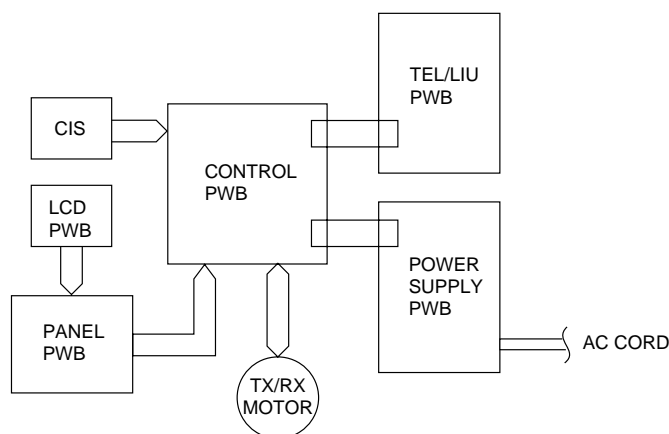 TEL/LIU
PWB
CIS
CONTROL
PWB
LCD
PWB
POWER
SUPPLY
PWB
PANEL
PWB
AC CORD
TX/RX
MOTOR